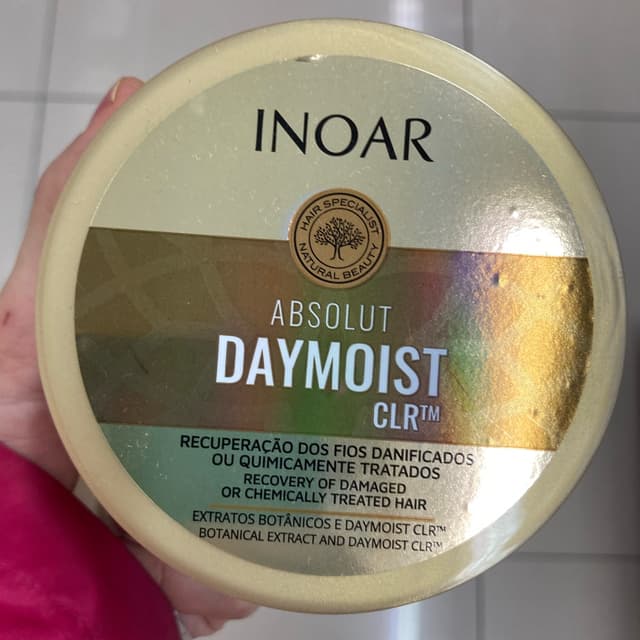 INOAR
HAIR SPECIALIST
NATURAL BEAUTY
ABSOLUT
DAYMOIST
CLR™
RECUPERAÇÃO DOS FIOS DANIFICADOS
OU QUIMICAMENTE TRATADOS
RECOVERY OF DAMAGED
OR CHEMICALLY TREATED HAIR
EXTRATOS BOTÂNICOS E DAYMOIST CLR™
BOTANICAL EXTRACT AND DAYMOIST CLR™